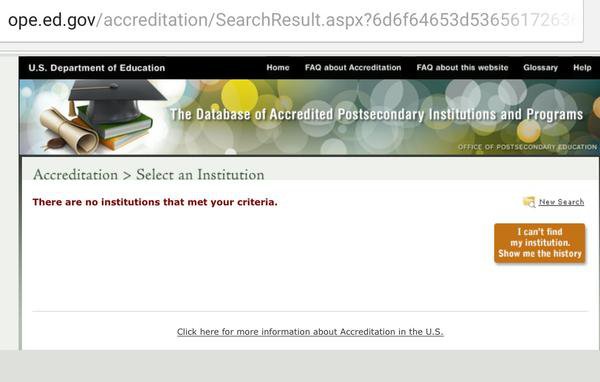 ope.ed.gov/accreditation/SearchResult.aspx?6d6f64653d53656172636
U.S. Department of Education Home FAQ about Accreditation FAQ about this website Glossary Help
The Database of Accredited Postsecondary Institutions and Programs
OFFICE OF POSTSECONDARY EDUCATION
Accreditation > Select an Institution
There are no institutions that met your criteria.
New Search
I can't find
my institution.
Show me the history
Click here for more information about Accreditation in the U.S.